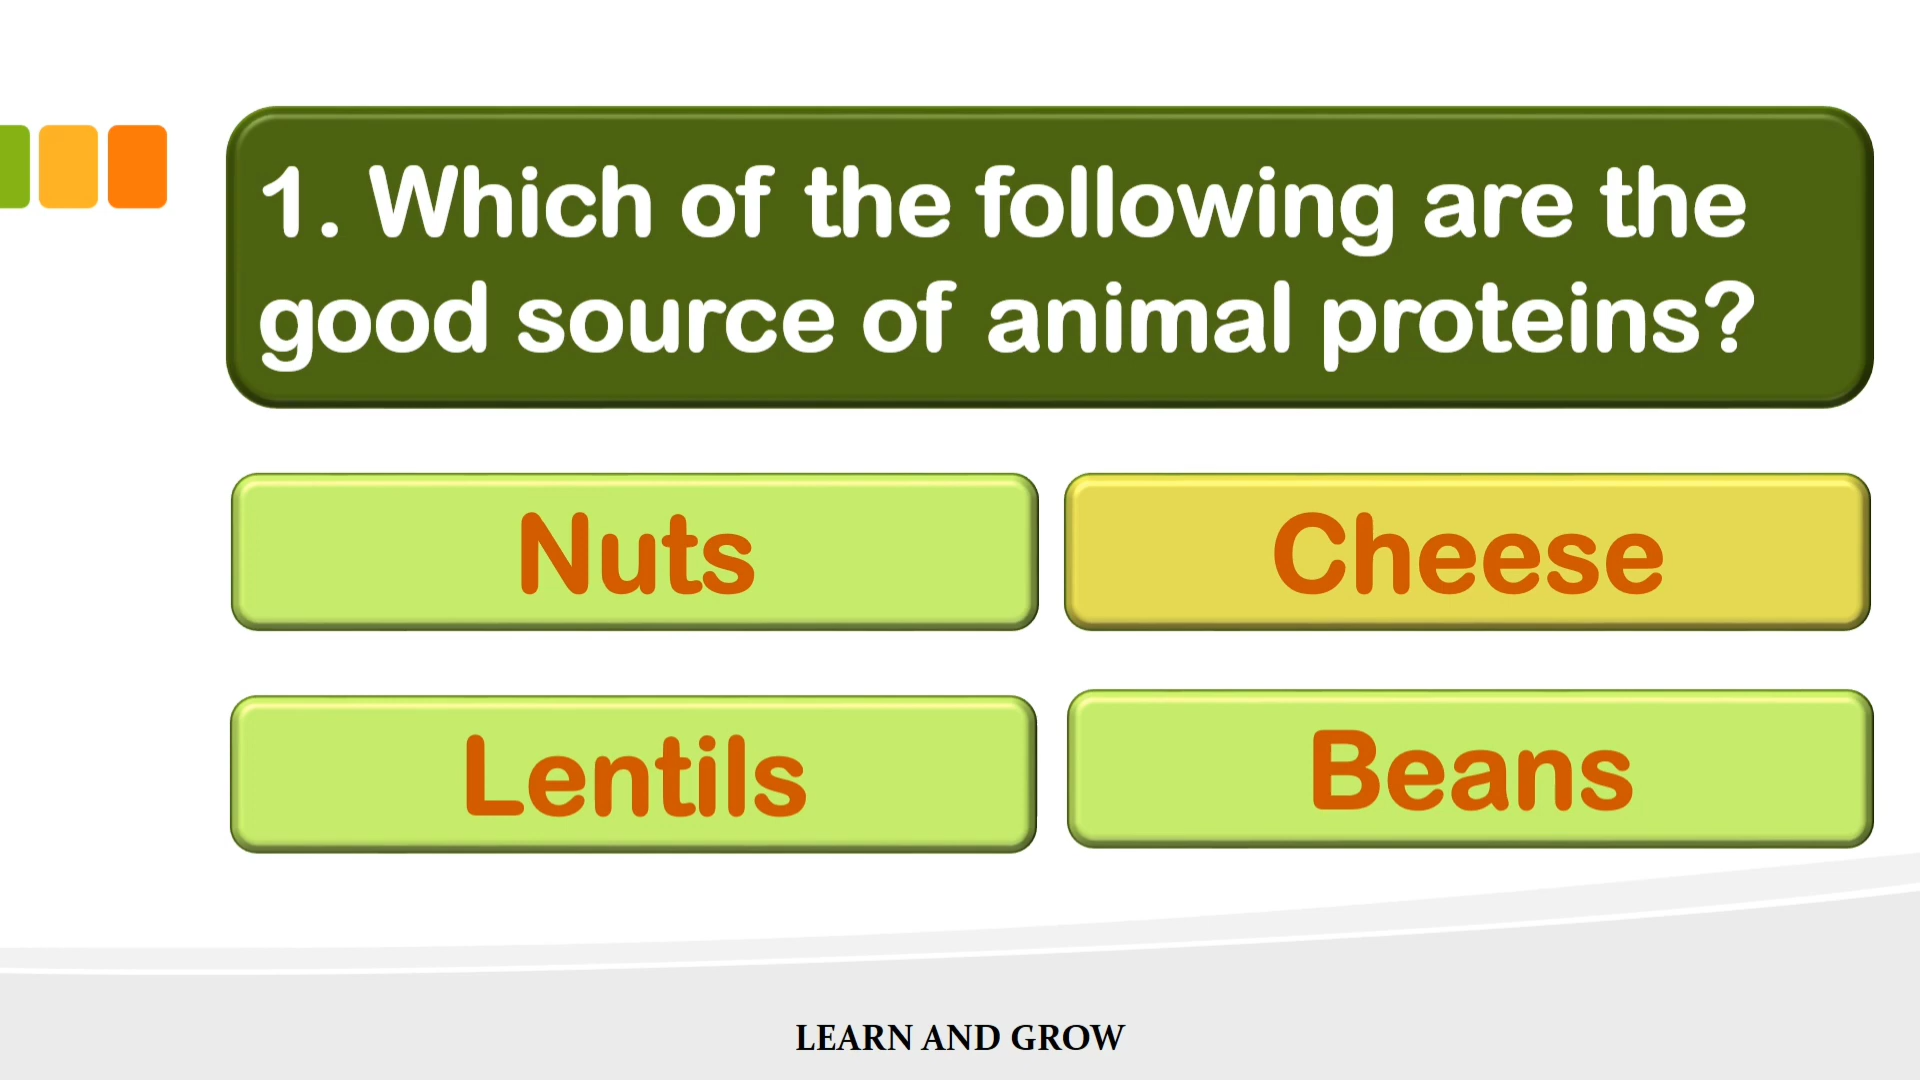 1. Which of the following are the
good source of animal proteins?
Nuts
Cheese
Lentils
Beans
LEARN AND GROW